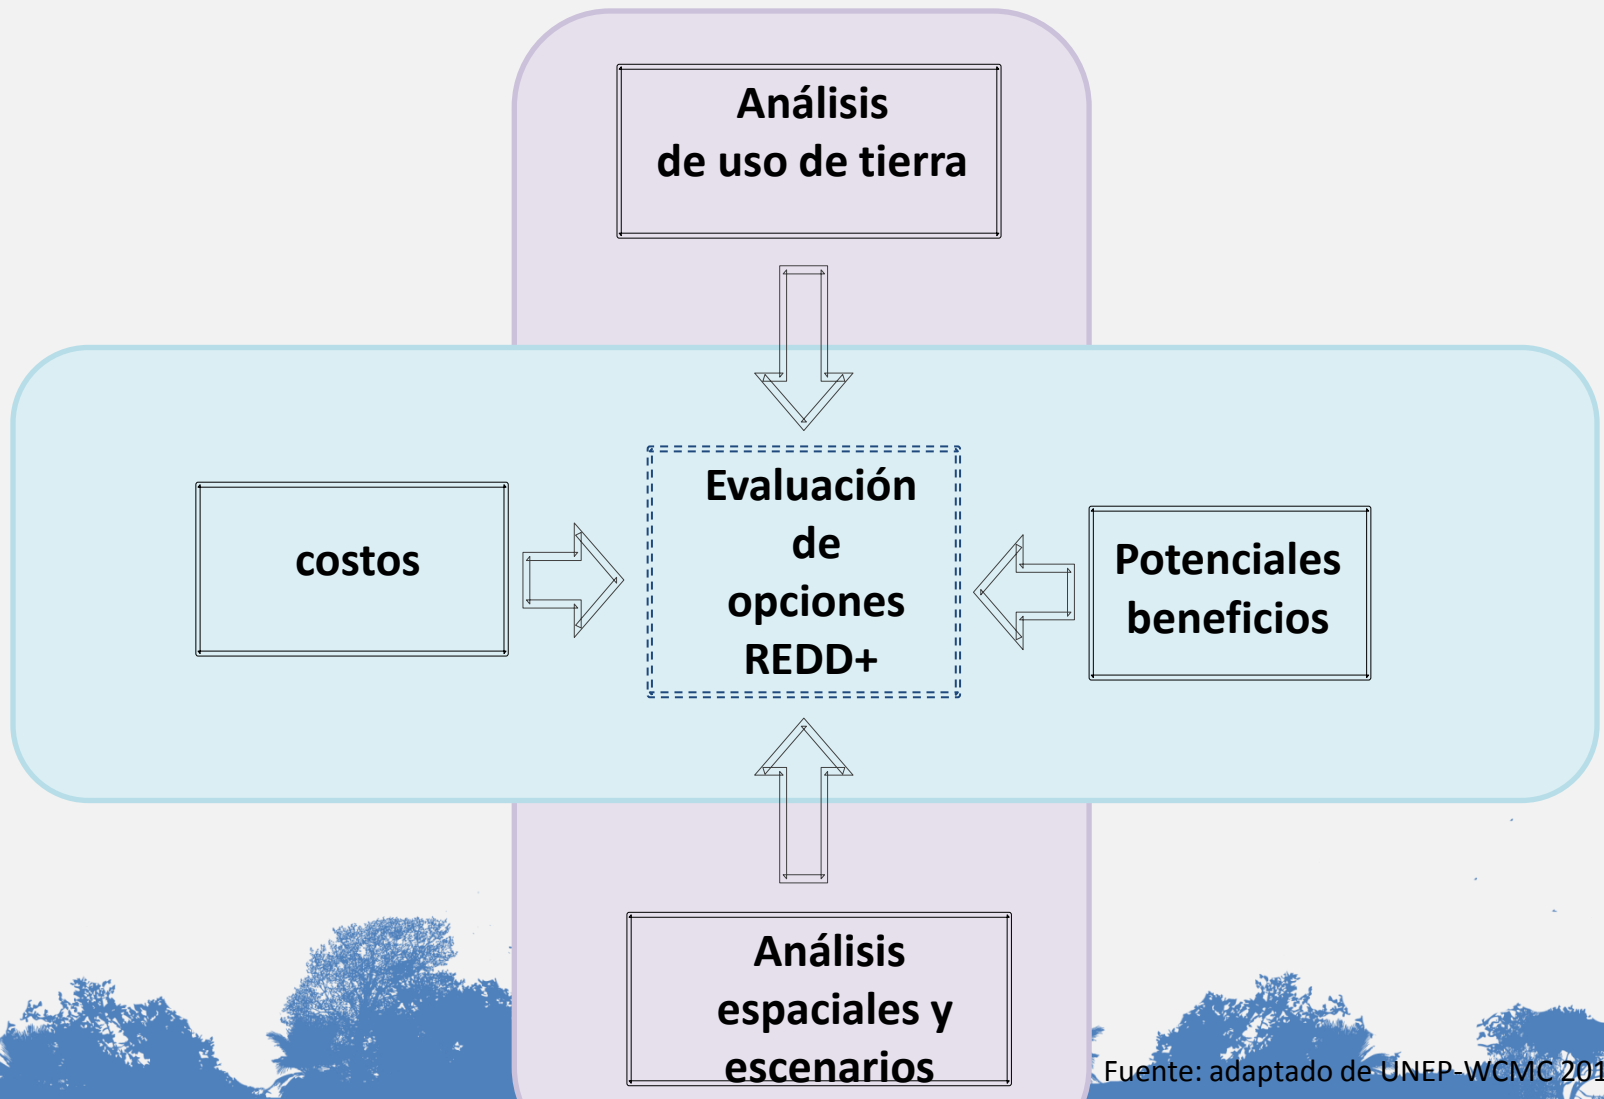 Análisis
de uso de tierra
costos
Evaluación
de
opciones
REDD+
Potenciales
beneficios
Análisis
espaciales y
escenarios
Fuente: adaptado de UNEP-WCMC 201